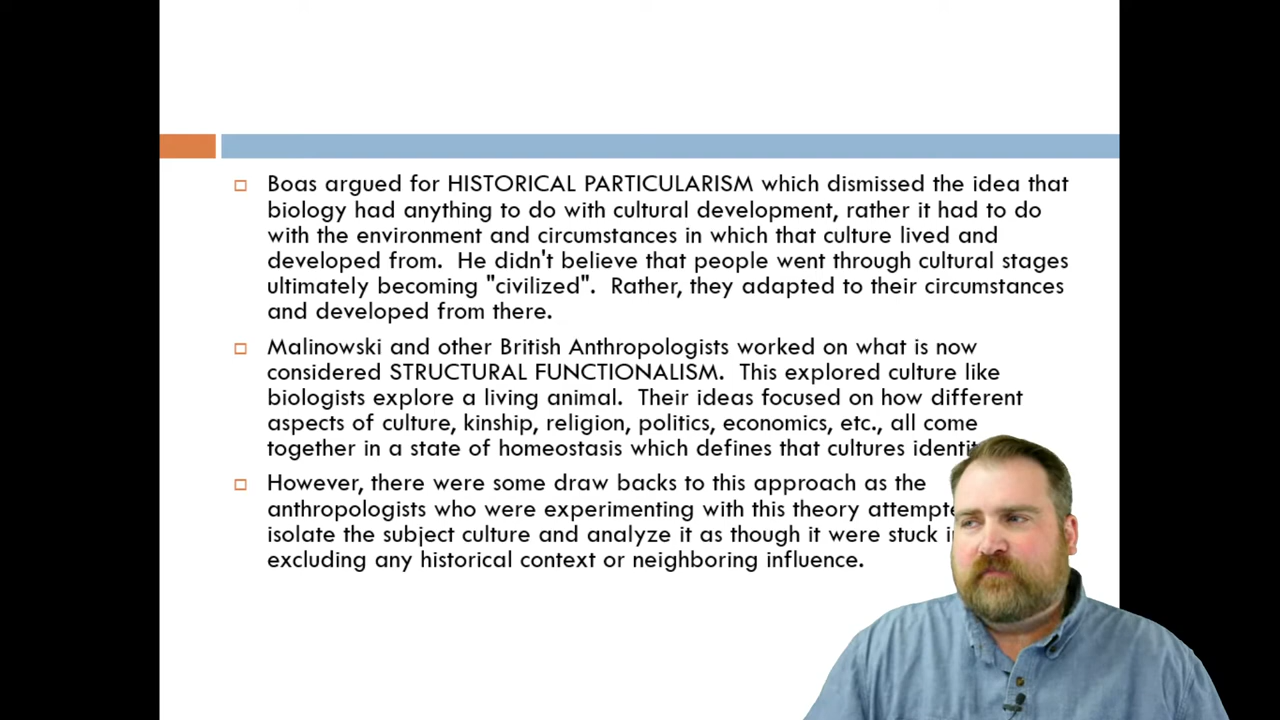 Boas argued for HISTORICAL PARTICULARISM which dismissed the idea that
biology had anything to do with cultural development, rather it had to do
with the environment and circumstances in which that culture lived and
developed from. He didn't believe that people went through cultural stages
ultimately becoming "civilized". Rather, they adapted to their circumstances
and developed from there.
Malinowski and other British Anthropologists worked on what is now
considered STRUCTURAL FUNCTIONALISM. This explored culture like
biologists explore a living animal. Their ideas focused on how different
aspects of culture, kinship, religion, politics, economics, etc., all come
together in a state of homeostasis which defines that cultures
However, there were some draw backs to this approach as the
anthropologists who were experimenting with this theory
isolate the subject culture and analyze it as though it were stuck
excluding any historical context or neighboring influence.